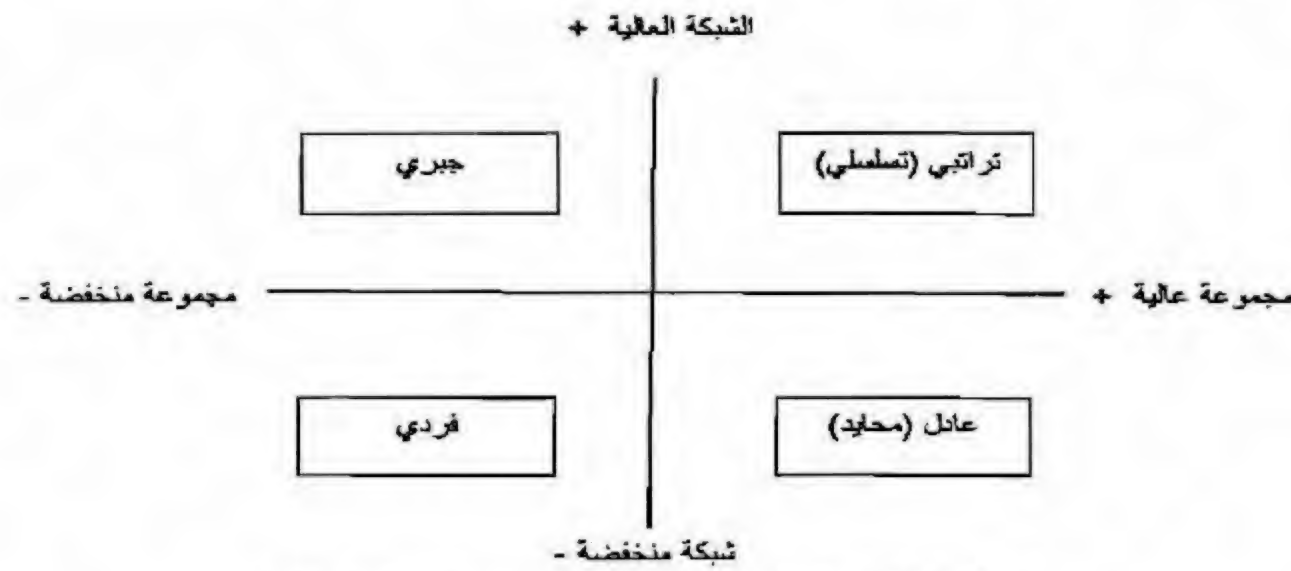 الشبكة العالية +
تراتبي (تسلسلي)
جبري
مجموعة عالية +
مجموعة منخفضة -
عادل (محايد)
فردي
شبكة منخفضة -